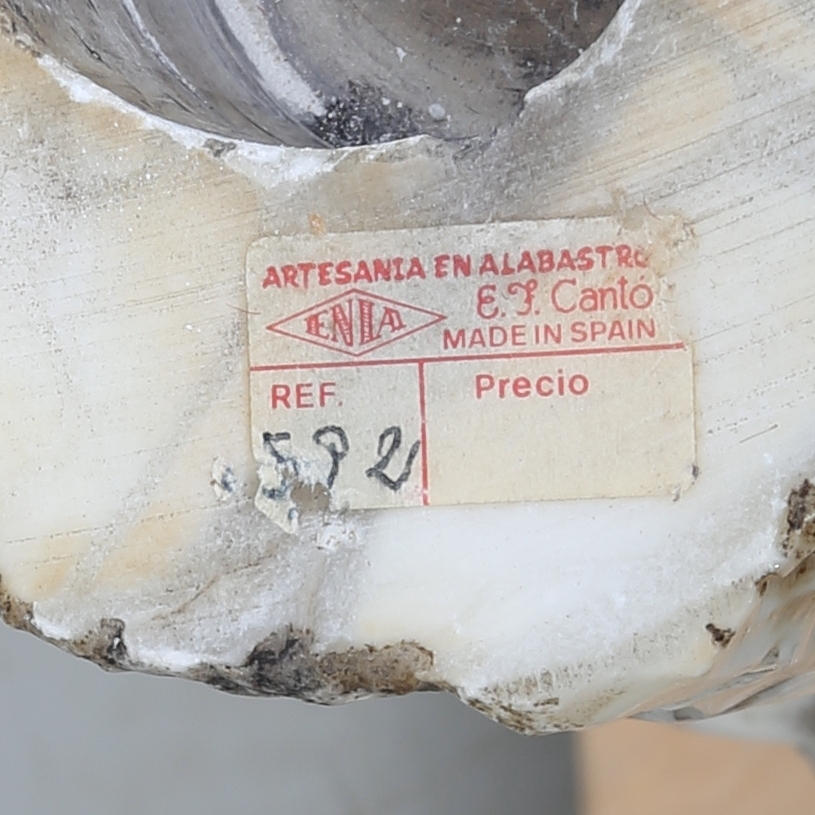 ARTESANIA EN ALABASTRO
E.J. Cantó
ENIA
MADE IN SPAIN
REF.
Precio
592